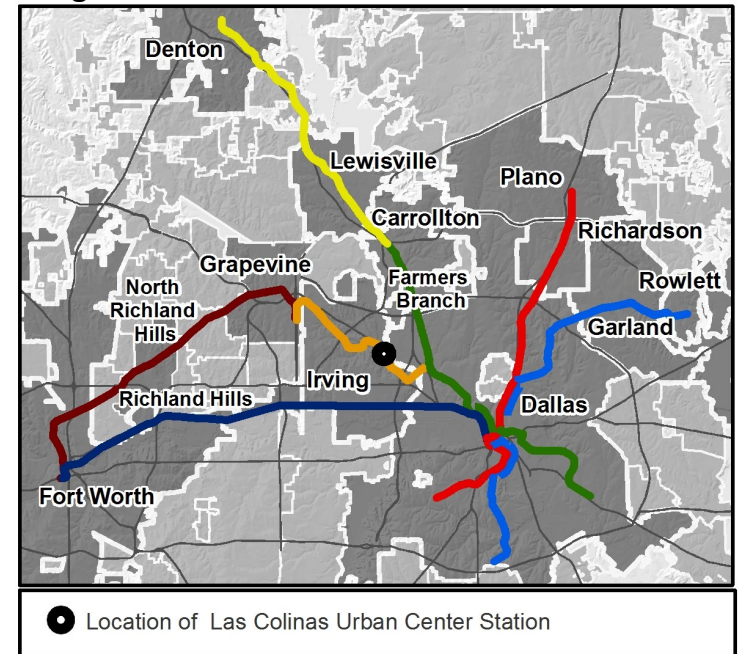 Denton
Lewisville
Plano
Carrollton
Richardson
Grapevine
Farmers
Branch
Rowlett
North
Richland
Hills
Garland
Irving
Richland Hills
Dallas
Fort Worth
Location of Las Colinas Urban Center Station